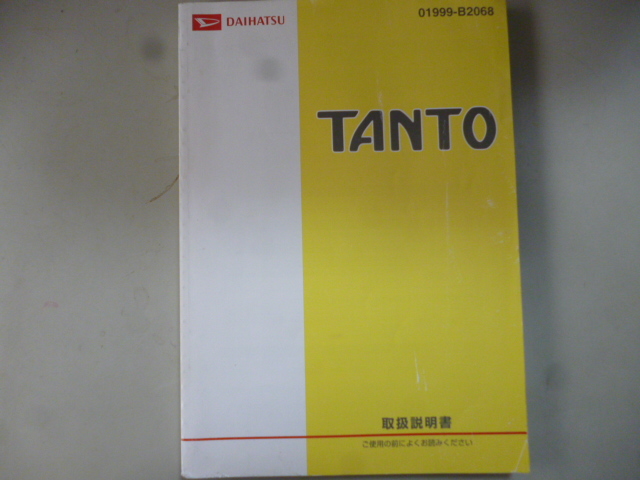 DAIHATSU
01999-B2068
TANTO
取扱説明書
ご使用の前によくお読みください